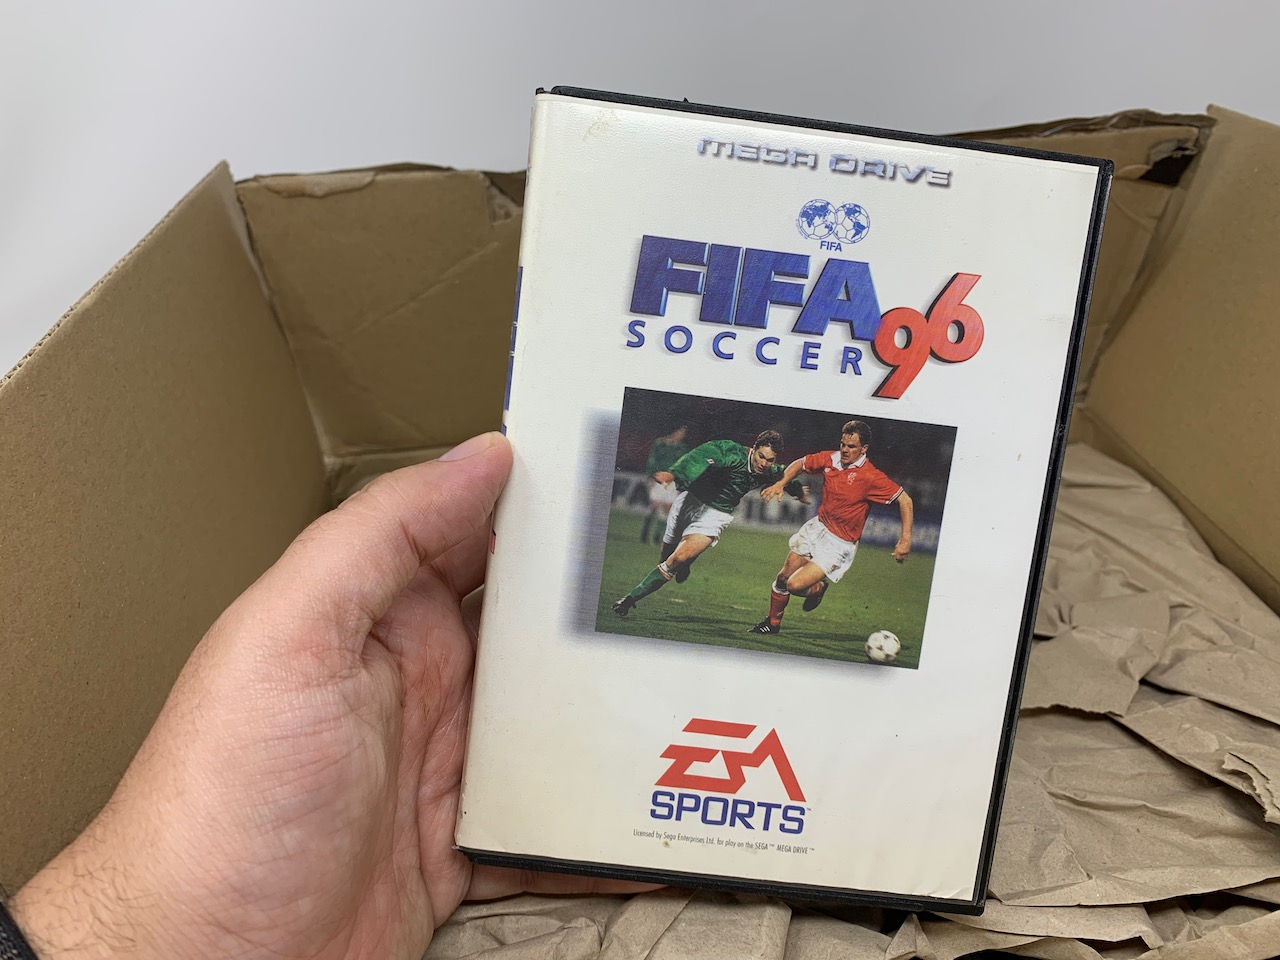 MEGA DRIVE
FIFA
FIFA
SOCCER 96
EA
SPORTS™
Licensed by Sega Enterprises Ltd. for play on the SEGA™ MEGA DRIVE™